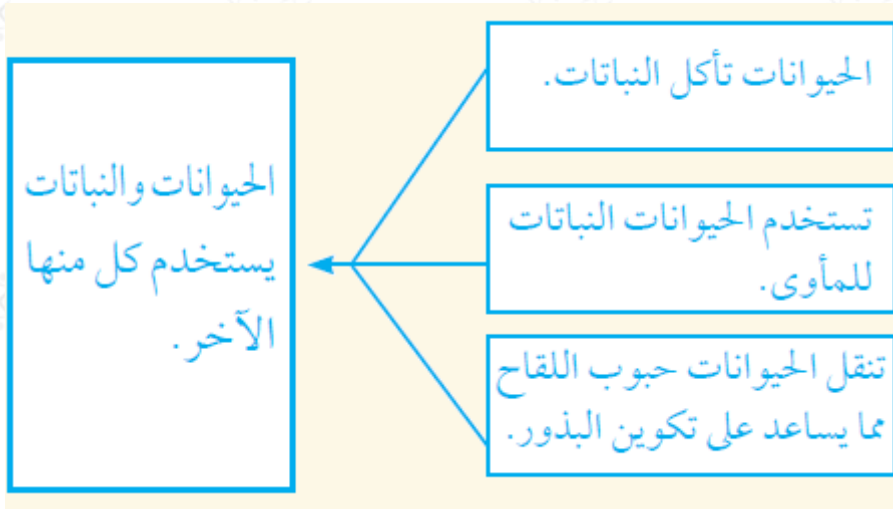 الحيوانات تأكل النباتات.
تستخدم الحيوانات النباتات
للمأوى.
تنقل الحيوانات حبوب اللقاح
مما يساعد على تكوين البذور.
الحيوانات والنباتات
يستخدم كل منها
الآخر.